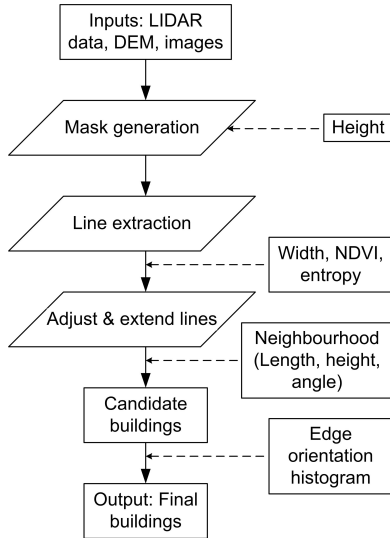 Inputs: LIDAR
data, DEM, images
Mask generation
Height
Line extraction
Width, NDVI,
entropy
Adjust & extend lines
Neighbourhood
(Length, height,
angle)
Candidate
buildings
Edge
orientation
histogram
Output: Final
buildings